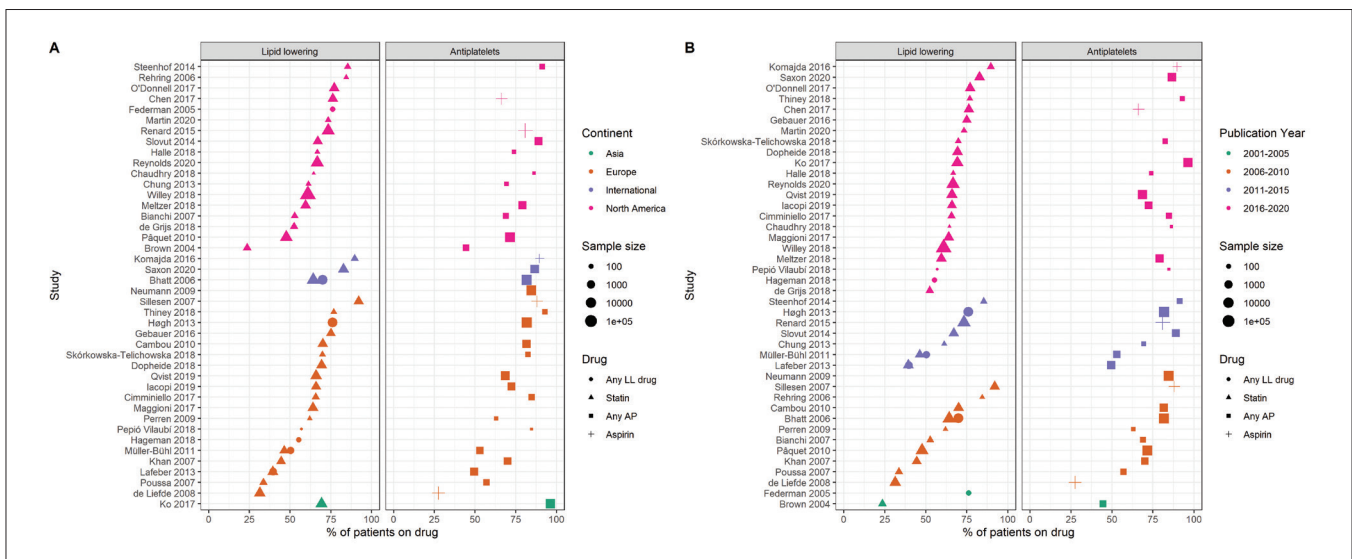 A
Lipid lowering
Antiplatelets
Steenhof 2014
Rehring 2006
O'Donnell 2017
Chen 2017
Federman 2005
Martin 2020
Renard 2015
Slovut 2014
Halle 2018
Reynolds 2020
Chaudhry 2018
Chung 2013
Willey 2018
Meltzer 2018
Bianchi 2007
de Grijs 2018
Pâquet 2010
Brown 2004
Komajda 2016
Saxon 2020
Bhatt 2006
Neumann 2009
Sillesen 2007
Thiney 2018
Høgh 2013
Gebauer 2016
Cambou 2010
Skórkowska-Telichowska 2018
Dopheide 2018
Qvist 2019
Iacopi 2019
Cimminiello 2017
Maggioni 2017
Perren 2009
Pepió Vilaubí 2018
Hageman 2018
Müller-Bühl 2011
Khan 2007
Lafeber 2013
Poussa 2007
de Liefde 2008
Ko 2017
Study
0 25 50 75 100 0 25 50 75 100
% of patients on drug
Continent
Asia
Europe
International
North America
Sample size
100
1000
10000
1e+05
Drug
Any LL drug
Statin
Any AP
Aspirin
B
Lipid lowering
Antiplatelets
Komajda 2016
Saxon 2020
O'Donnell 2017
Thiney 2018
Chen 2017
Gebauer 2016
Martin 2020
Skórkowska-Telichowska 2018
Dopheide 2018
Ko 2017
Halle 2018
Reynolds 2020
Qvist 2019
Iacopi 2019
Cimminiello 2017
Chaudhry 2018
Maggioni 2017
Willey 2018
Meltzer 2018
Pepió Vilaubí 2018
Hageman 2018
de Grijs 2018
Steenhof 2014
Høgh 2013
Renard 2015
Slovut 2014
Chung 2013
Müller-Bühl 2011
Lafeber 2013
Neumann 2009
Sillesen 2007
Rehring 2006
Cambou 2010
Bhatt 2006
Perren 2009
Bianchi 2007
Pâquet 2010
Khan 2007
Poussa 2007
de Liefde 2008
Federman 2005
Brown 2004
Study
0 25 50 75 100 0 25 50 75 100
% of patients on drug
Publication Year
2001-2005
2006-2010
2011-2015
2016-2020
Sample size
100
1000
10000
1e+05
Drug
Any LL drug
Statin
Any AP
Aspirin